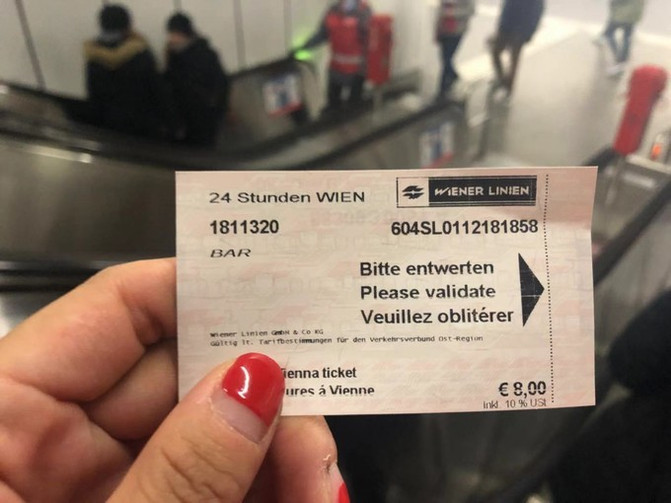 24 Stunden WIEN
WIENER LINIEN
1811320
604SL0112181858
BAR
Bitte entwerten
Please validate
Veuillez oblitérer
Wiener Linien GmbH & Co KG
Gültig lt. Tarifbestimmungen für den Verkehrsverbund Ost-Region
ienna ticket
ures á Vienne
€ 8,00
inkl. 10 % USt